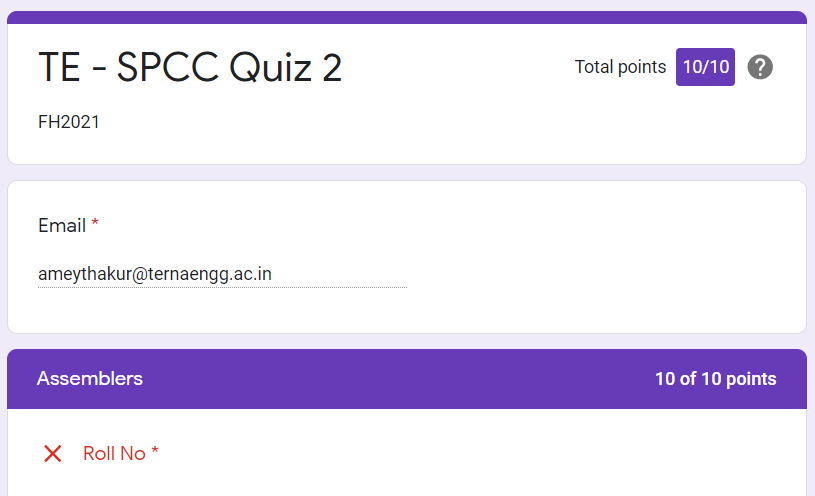 TE - SPCC Quiz 2
Total points 10/10 ?
FH2021
Email *
ameythakur@ternaengg.ac.in
Assemblers 10 of 10 points
Roll No *